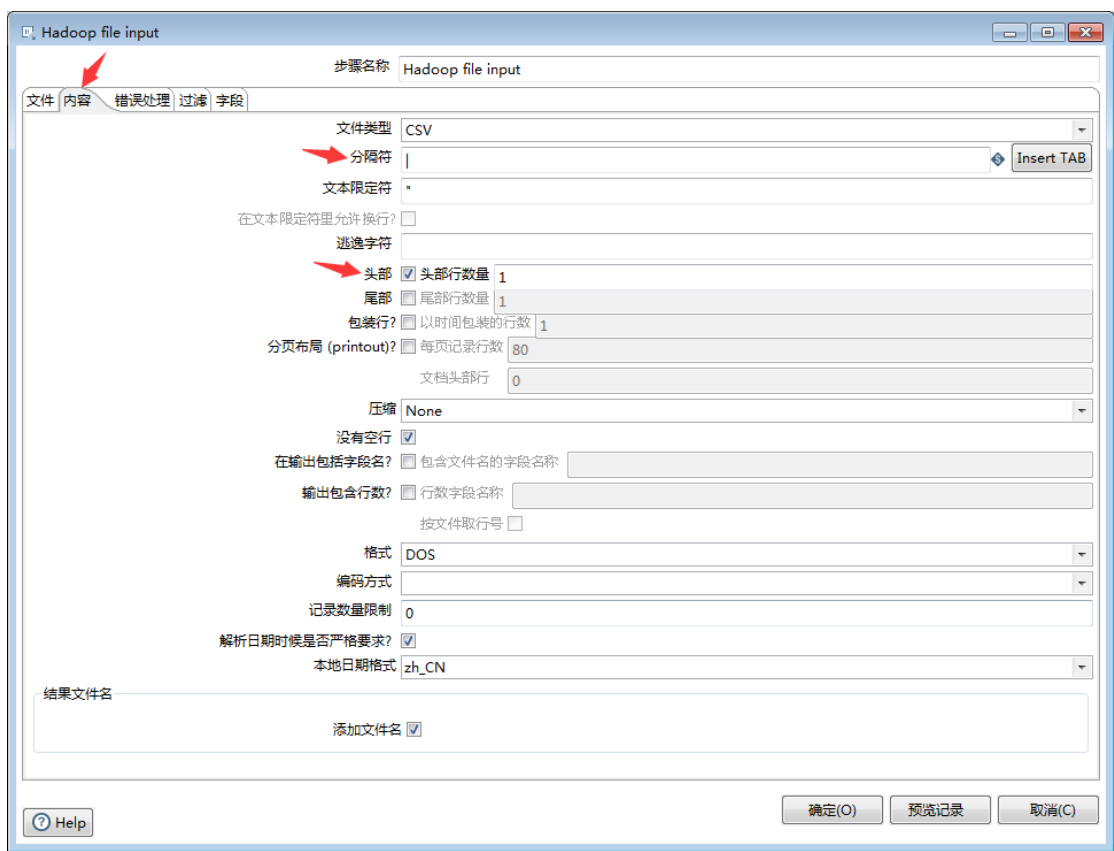 Hadoop file input
步骤名称 Hadoop file input
文件 内容 错误处理 过滤 字段
文件类型 CSV
分隔符 | Insert TAB
文本限定符 "
在文本限定符里允许换行?
逃逸字符
头部 头部行数量 1
尾部 尾部行数量 1
包装行? 以时间包装的行数 1
分页布局 (printout)? 每页记录行数 80
文档头部行 0
压缩 None
没有空行
在输出包括字段名? 包含文件名的字段名称
输出包含行数? 行数字段名称
按文件取行号
格式 DOS
编码方式
记录数量限制 0
解析日期时候是否严格要求?
本地日期格式 zh_CN
结果文件名
添加文件名
Help 确定(O) 预览记录 取消(C)